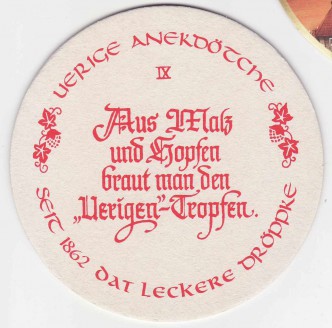 UERIGE ANEKDÖTCHE
IX
Aus Malz
und Hopfen
braut man den
„Uerigen“-Tropfen.
SEIT 1862 DAT LECKERE DRÖPPKE